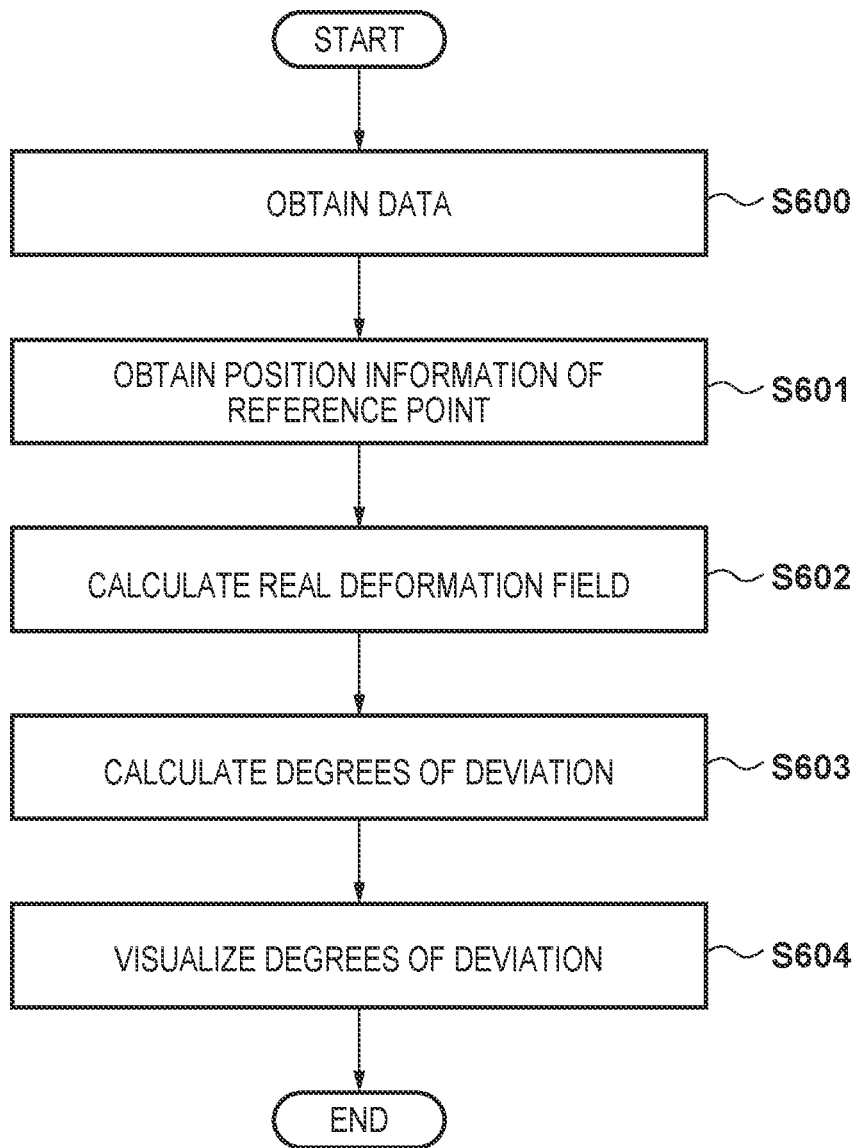 START
OBTAIN DATA
S600
OBTAIN POSITION INFORMATION OF
REFERENCE POINT
S601
CALCULATE REAL DEFORMATION FIELD
S602
CALCULATE DEGREES OF DEVIATION
S603
VISUALIZE DEGREES OF DEVIATION
S604
END